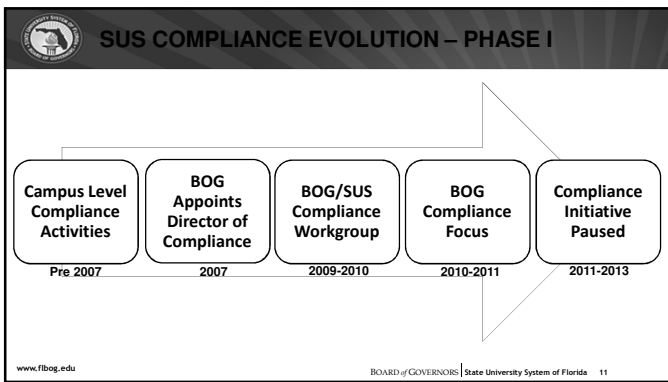 SUS COMPLIANCE EVOLUTION – PHASE I
Campus Level
Compliance
Activities
Pre 2007
BOG
Appoints
Director of
Compliance
2007
BOG/SUS
Compliance
Workgroup
2009-2010
BOG
Compliance
Focus
2010-2011
Compliance
Initiative
Paused
2011-2013
www.flbog.edu
BOARD of GOVERNORS | State University System of Florida 11